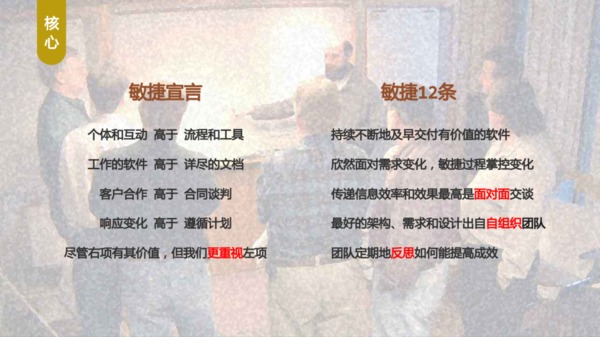 核
心
敏捷宣言
个体和互动 高于 流程和工具
工作的软件 高于 详尽的文档
客户合作 高于 合同谈判
响应变化 高于 遵循计划
尽管右项有其价值，但我们更重视左项
敏捷12条
持续不断地及早交付有价值的软件
欣然面对需求变化，敏捷过程掌控变化
传递信息效率和效果最高是面对面交谈
最好的架构、需求和设计出自自组织团队
团队定期地反思如何能提高成效